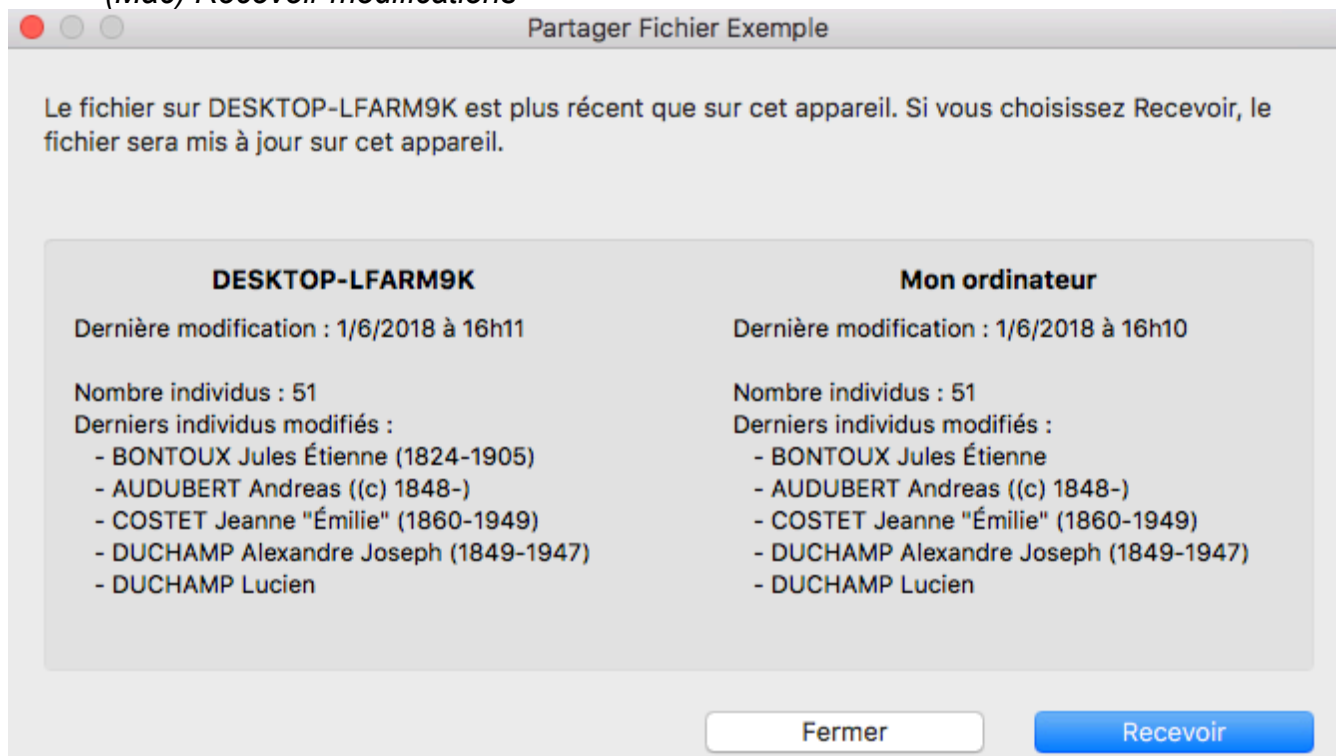 (Mac) Recevoir modifications
Partager Fichier Exemple
Le fichier sur DESKTOP-LFARM9K est plus récent que sur cet appareil. Si vous choisissez Recevoir, le
fichier sera mis à jour sur cet appareil.
DESKTOP-LFARM9K
Dernière modification : 1/6/2018 à 16h11
Nombre individus : 51
Derniers individus modifiés :
- BONTOUX Jules Étienne (1824-1905)
- AUDUBERT Andreas ((c) 1848-)
- COSTET Jeanne "Émilie" (1860-1949)
- DUCHAMP Alexandre Joseph (1849-1947)
- DUCHAMP Lucien
Mon ordinateur
Dernière modification : 1/6/2018 à 16h10
Nombre individus : 51
Derniers individus modifiés :
- BONTOUX Jules Étienne
- AUDUBERT Andreas ((c) 1848-)
- COSTET Jeanne "Émilie" (1860-1949)
- DUCHAMP Alexandre Joseph (1849-1947)
- DUCHAMP Lucien
Fermer
Recevoir